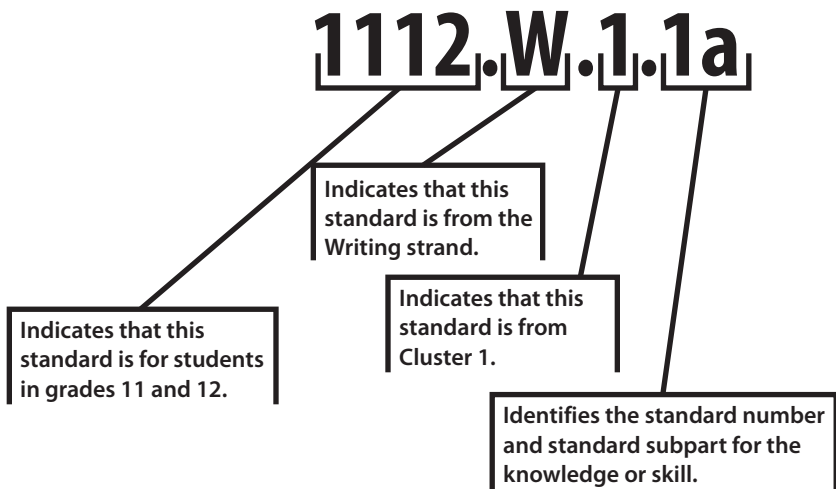 1112.W.1.1a
Indicates that this
standard is from the
Writing strand.
Indicates that this
standard is from
Cluster 1.
Indicates that this
standard is for students
in grades 11 and 12.
Identifies the standard number
and standard subpart for the
knowledge or skill.